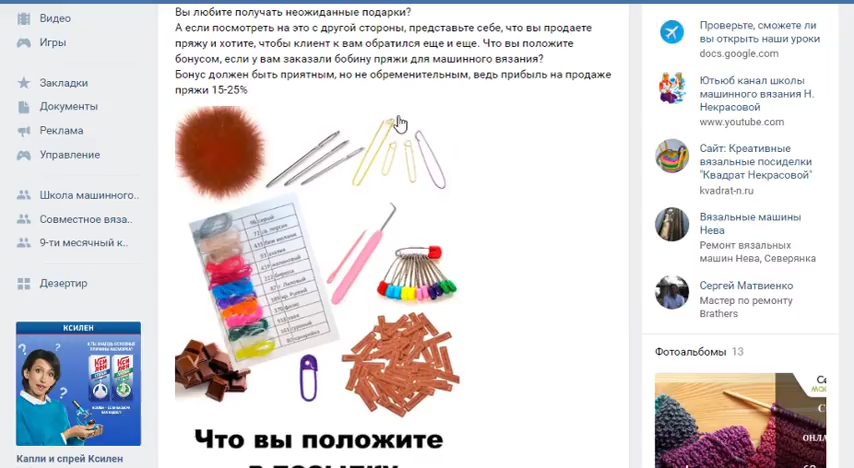 Видео
Игры
Закладки
Документы
Реклама
Управление
Школа машинного..
Совместное вяза..
9-ти месячный к..
Дезертир
КСИЛЕН
Капли и спрей Ксилен
Вы любите получать неожиданные подарки?
А если посмотреть на это с другой стороны, представьте себе, что вы продаете
пряжу и хотите, чтобы клиент к вам обратился еще и еще. Что вы положите
бонусом, если у вам заказали бобину пряжи для машинного вязания?
Бонус должен быть приятным, но не обременительным, ведь прибыль на продаже
пряжи 15-25%
Что вы положите
в посылку
Проверьте, сможете ли
вы открыть наши уроки
docs.google.com
Ютьюб канал школы
машинного вязания Н.
Некрасовой
www.youtube.com
Сайт: Креативные
вязальные посиделки
"Квадрат Некрасовой"
kvadrat-n.ru
Вязальные машины
Нева
Ремонт вязальных
машин Нева, Северянка
Сергей Матвиенко
Мастер по ремонту
Brathers
Фотоальбомы 13